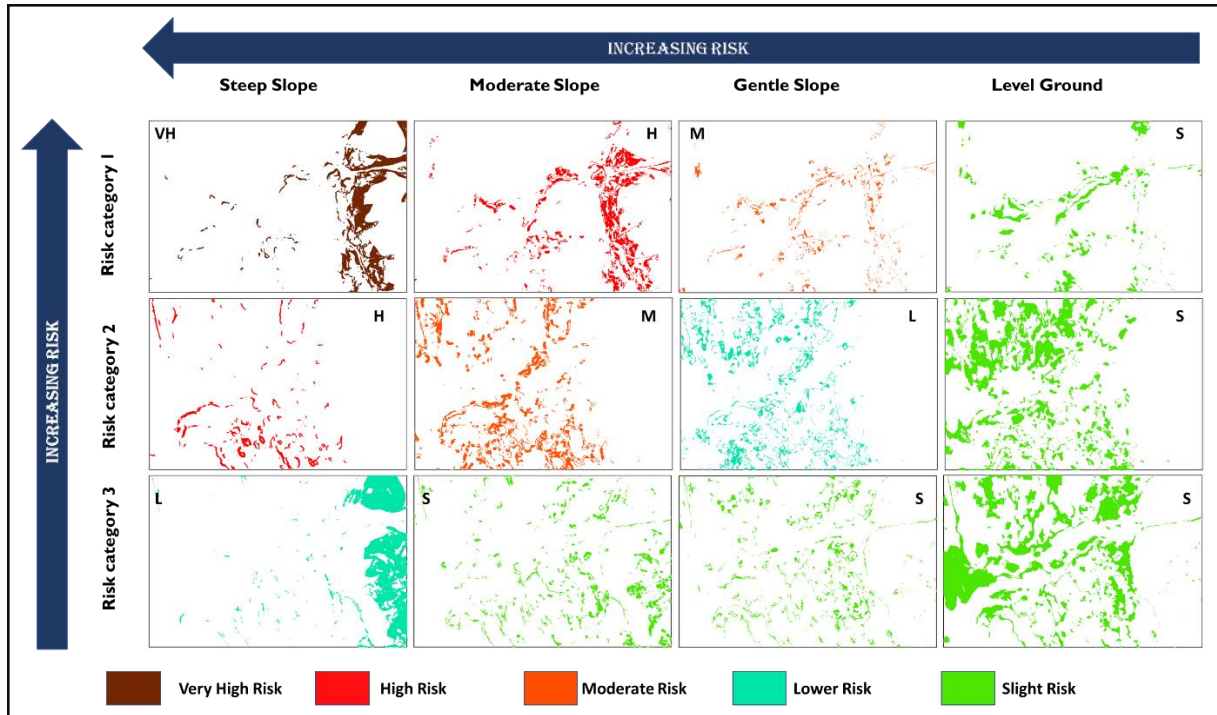 INCREASING RISK
Steep Slope Moderate Slope Gentle Slope Level Ground
INCREASING RISK
Risk category 1
VH H M S
Risk category 2
H M L S
Risk category 3
L S S S
Very High Risk High Risk Moderate Risk Lower Risk Slight Risk